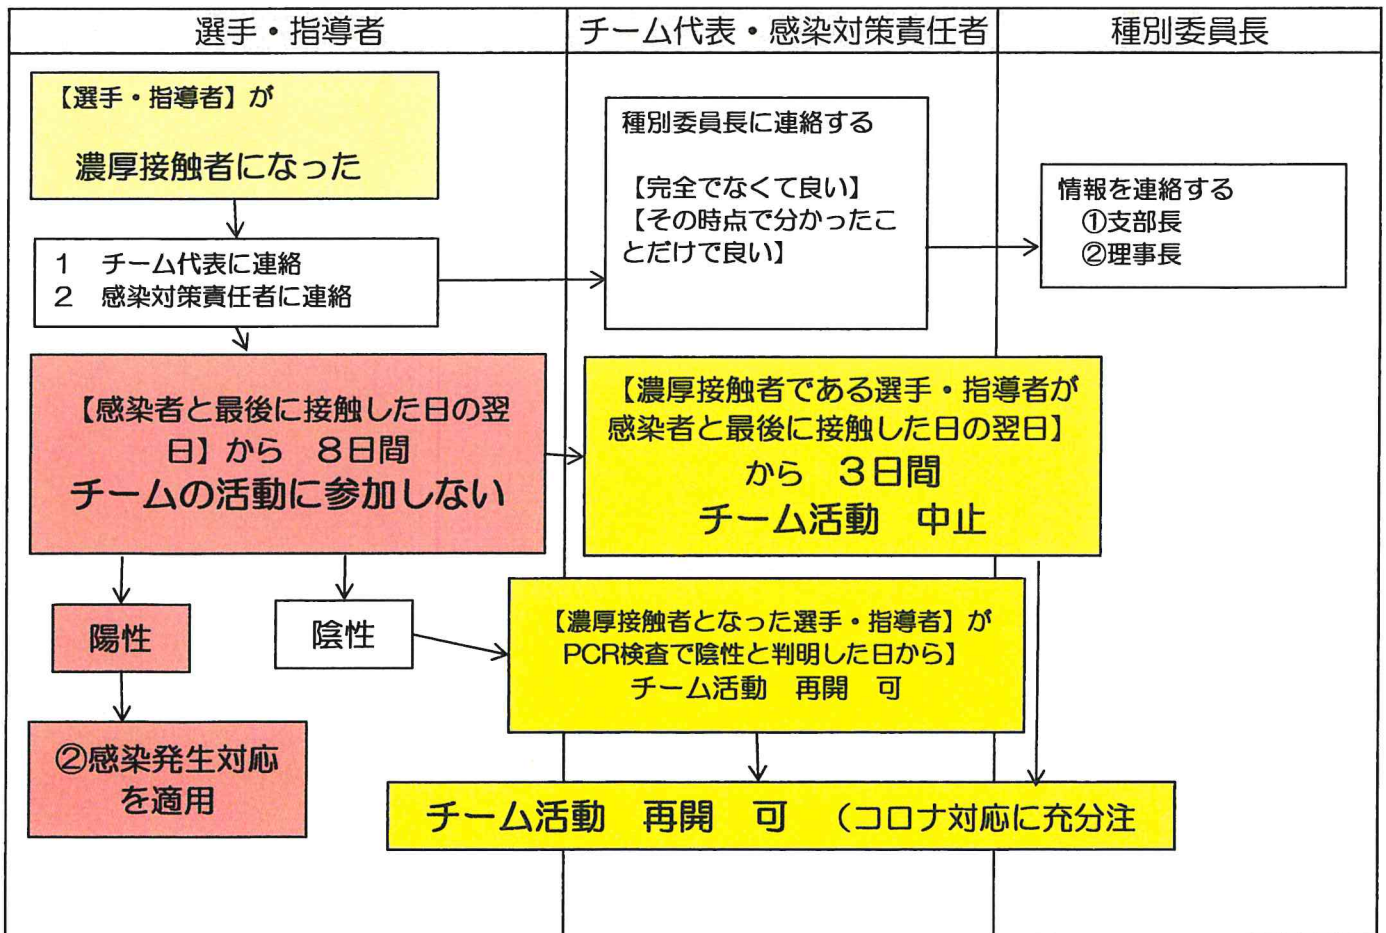 選手・指導者
チーム代表・感染対策責任者
種別委員長
【選手・指導者】が
濃厚接触者になった
1 チーム代表に連絡
2 感染対策責任者に連絡
種別委員長に連絡する
【完全でなくて良い】
【その時点で分かったこ
とだけで良い】
情報を連絡する
①支部長
②理事長
【感染者と最後に接触した日の翌
日】から 8日間
チームの活動に参加しない
【濃厚接触者である選手・指導者が
感染者と最後に接触した日の翌日】
から 3日間
チーム活動 中止
陽性
陰性
【濃厚接触者となった選手・指導者】が
PCR検査で陰性と判明した日から】
チーム活動 再開 可
②感染発生対応
を適用
チーム活動 再開 可 （コロナ対応に充分注